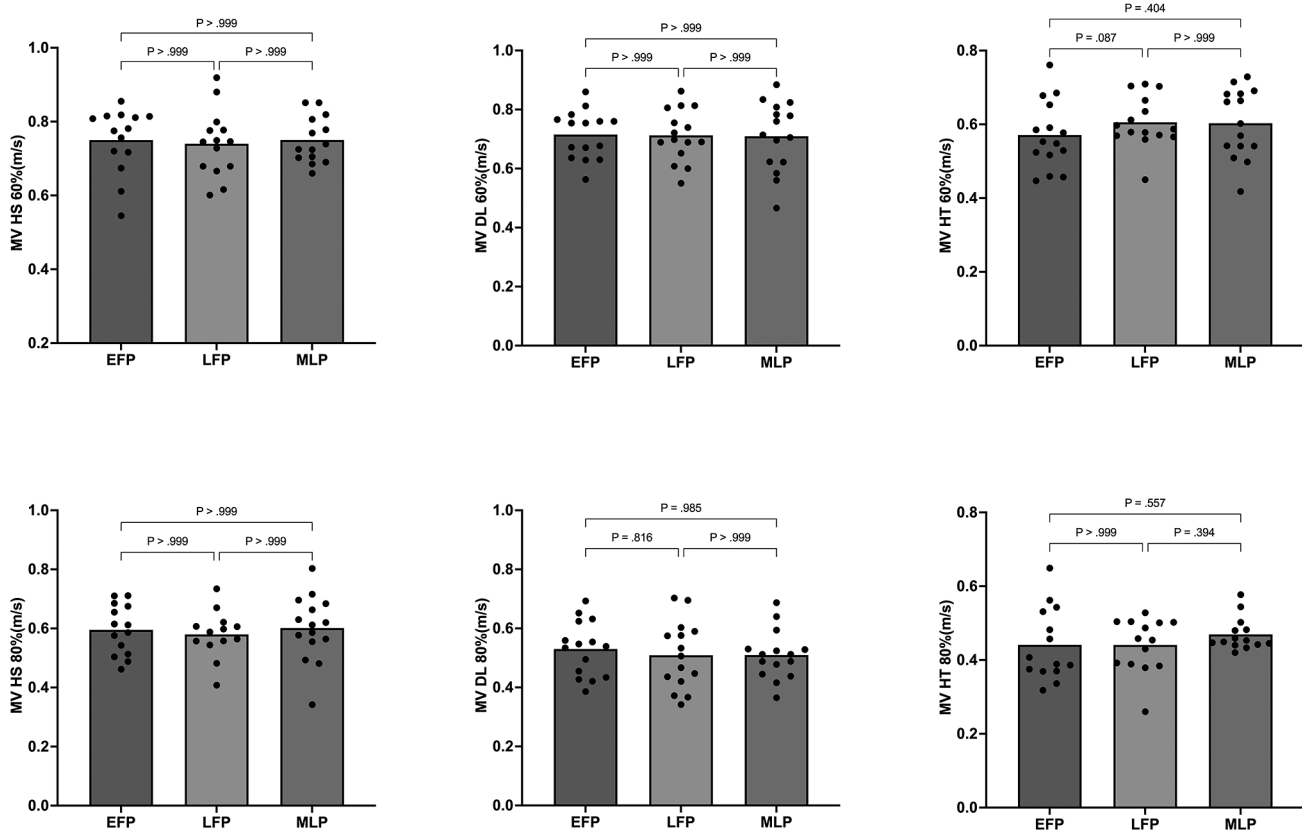 P > .999
P > .999
P > .999
1.0
0.8
0.6
0.4
0.2
MV HS 60%(m/s)
EFP LFP MLP
P > .999
P > .999
P > .999
1.0
0.8
0.6
0.4
0.2
0.0
MV DL 60%(m/s)
EFP LFP MLP
P = .404
P = .087
P > .999
0.8
0.6
0.4
0.2
0.0
MV HT 60%(m/s)
EFP LFP MLP
P > .999
P > .999
P > .999
1.0
0.8
0.6
0.4
0.2
0.0
MV HS 80%(m/s)
EFP LFP MLP
P = .985
P = .816
P > .999
1.0
0.8
0.6
0.4
0.2
0.0
MV DL 80%(m/s)
EFP LFP MLP
P = .557
P > .999
P = .394
0.8
0.6
0.4
0.2
0.0
MV HT 80%(m/s)
EFP LFP MLP